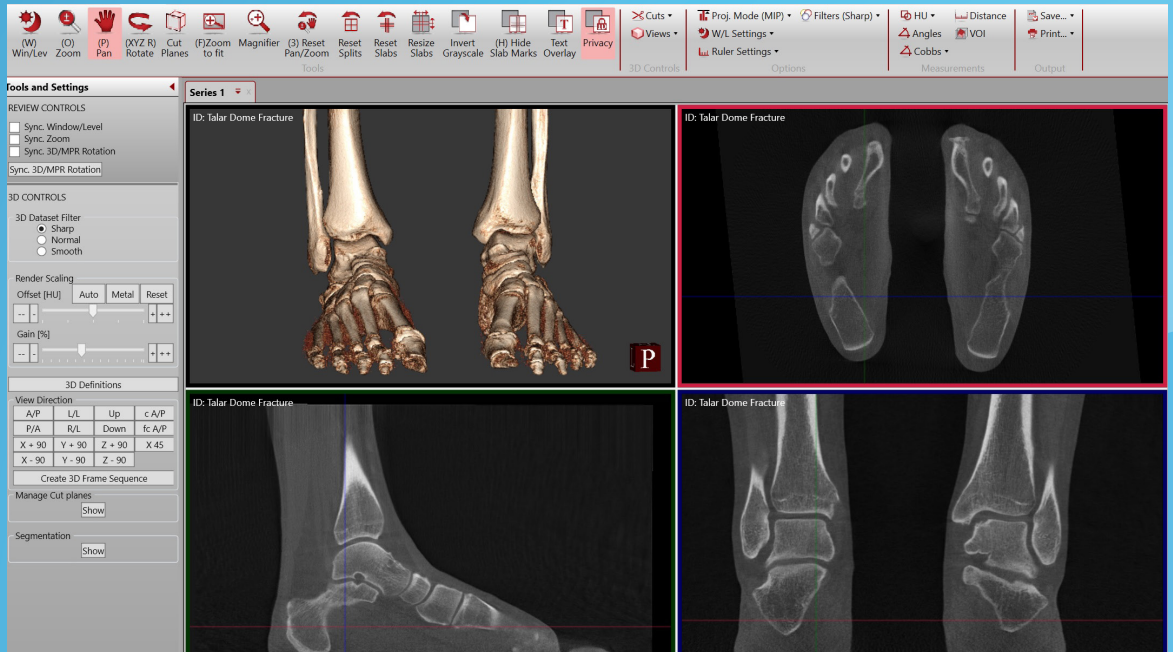 (W) Win/Lev
(O) Zoom
(P) Pan
(XYZ R) Rotate
Cut Planes
(F)Zoom to fit
Magnifier
(3) Reset Pan/Zoom
Reset Splits
Reset Slabs
Resize Slabs
Invert Grayscale
(H) Hide Slab Marks
T
Text Overlay
Privacy
Tools
Cuts
Views
3D Controls
Proj. Mode (MIP)
Filters (Sharp)
W/L Settings
Ruler Settings
Options
HU
Distance
Angles
VOI
Cobbs
Measurements
Save...
Print...
Output
Tools and Settings
Series 1
REVIEW CONTROLS
Sync. Window/Level
Sync. Zoom
Sync. 3D/MPR Rotation
Sync. 3D/MPR Rotation
3D CONTROLS
3D Dataset Filter
Sharp
Normal
Smooth
Render Scaling
Offset [HU]
Auto
Metal
Reset
-- - + ++
Gain [%]
-- - + ++
3D Definitions
View Direction
A/P L/L Up c A/P
P/A R/L Down fc A/P
X + 90 Y + 90 Z + 90 X 45
X - 90 Y - 90 Z - 90
Create 3D Frame Sequence
Manage Cut planes
Show
Segmentation
Show
ID: Talar Dome Fracture
P
ID: Talar Dome Fracture
ID: Talar Dome Fracture
ID: Talar Dome Fracture